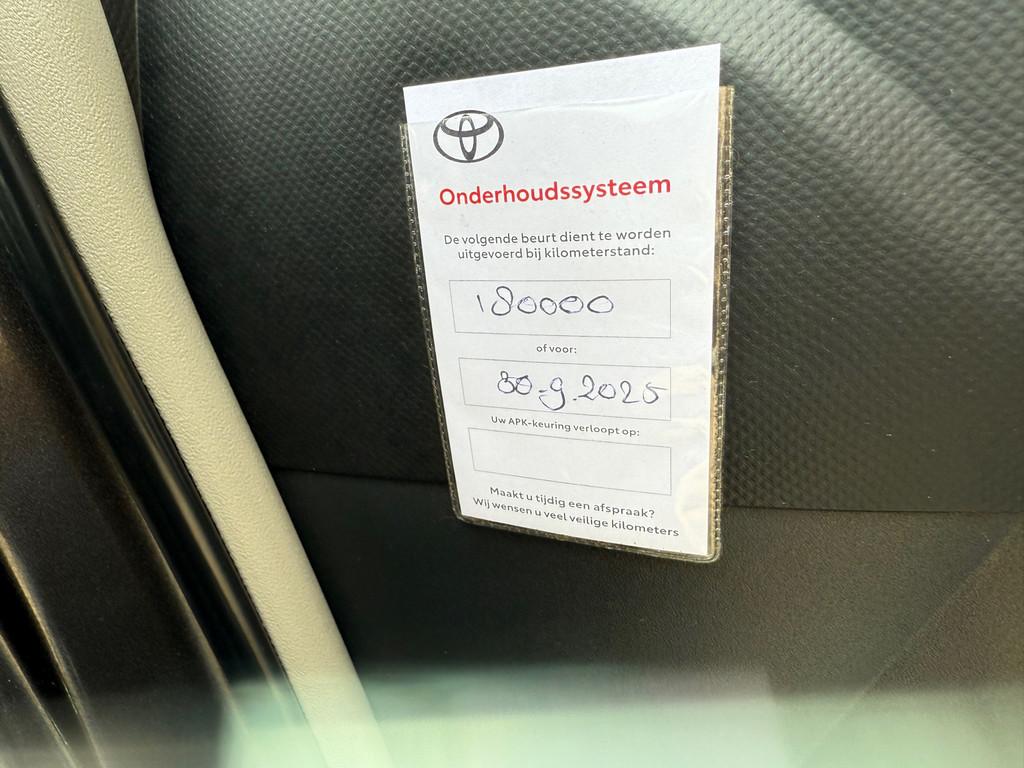 Onderhoudssysteem
De volgende beurt dient te worden
uitgevoerd bij kilometerstand:
180000
of voor:
30-9.2025
Uw APK-keuring verloopt op:
Maakt u tijdig een afspraak?
Wij wensen u veel veilige kilometers